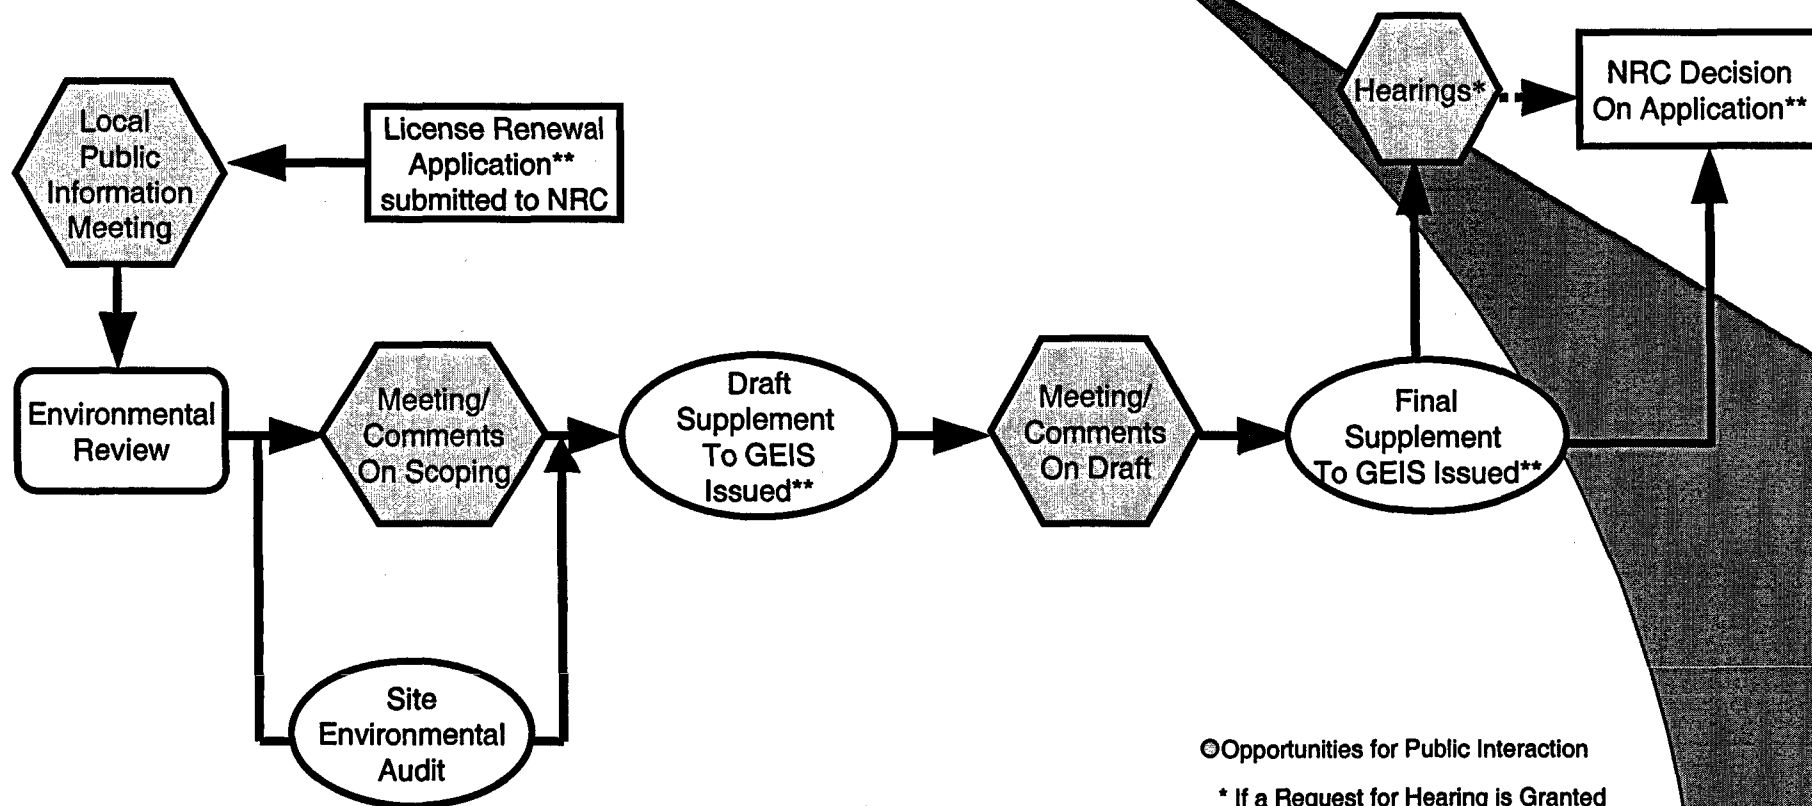 Local
Public
Information
Meeting
License Renewal
Application**
submitted to NRC
Hearings*
NRC Decision
On Application**
Environmental
Review
Meeting/
Comments
On Scoping
Draft
Supplement
To GEIS
Issued**
Meeting/
Comments
On Draft
Final
Supplement
To GEIS Issued**
Site
Environmental
Audit
Opportunities for Public Interaction
* If a Request for Hearing is Granted